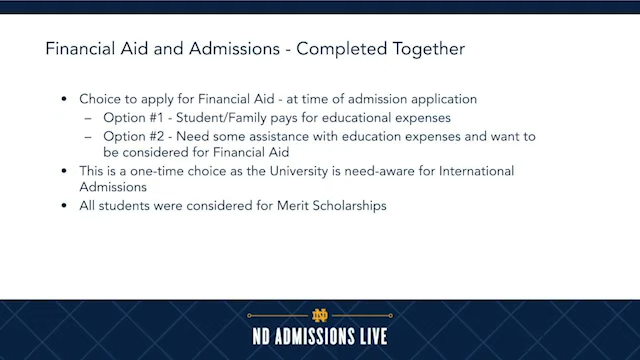 Financial Aid and Admissions - Completed Together
• Choice to apply for Financial Aid - at time of admission application
– Option #1 - Student/Family pays for educational expenses
– Option #2 - Need some assistance with education expenses and want to
be considered for Financial Aid
• This is a one-time choice as the University is need-aware for International
Admissions
• All students were considered for Merit Scholarships
ND
ND ADMISSIONS LIVE